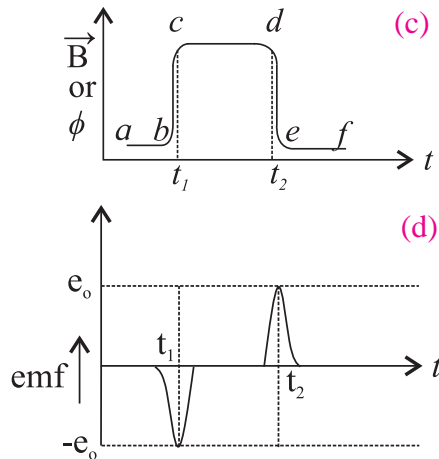 c d (c)
B
or
ϕ
a b e f
t₁ t₂ t
(d)
eₒ
t₁
emf t
t₂
-eₒ